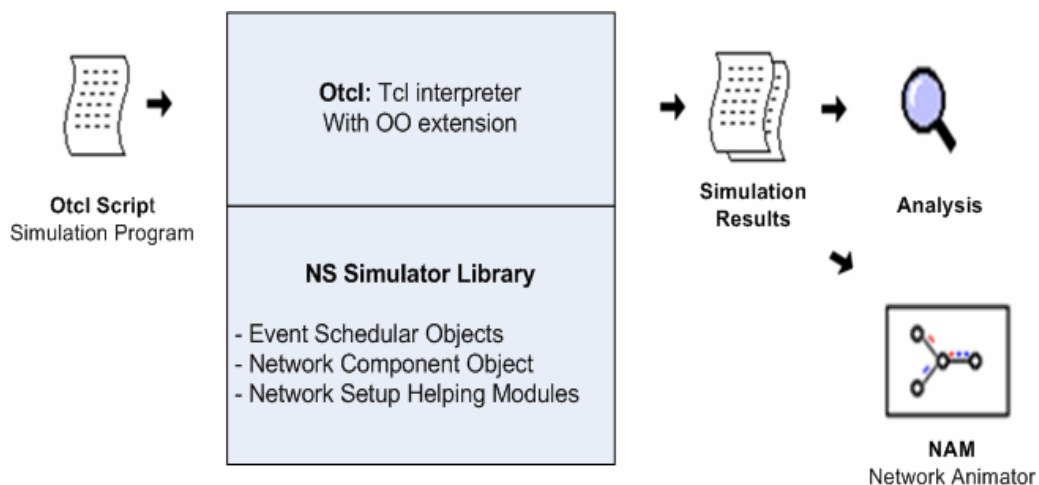 Otcl Script
Simulation Program
Otcl: Tcl interpreter
With OO extension
NS Simulator Library
- Event Schedular Objects
- Network Component Object
- Network Setup Helping Modules
Simulation
Results
Analysis
NAM
Network Animator